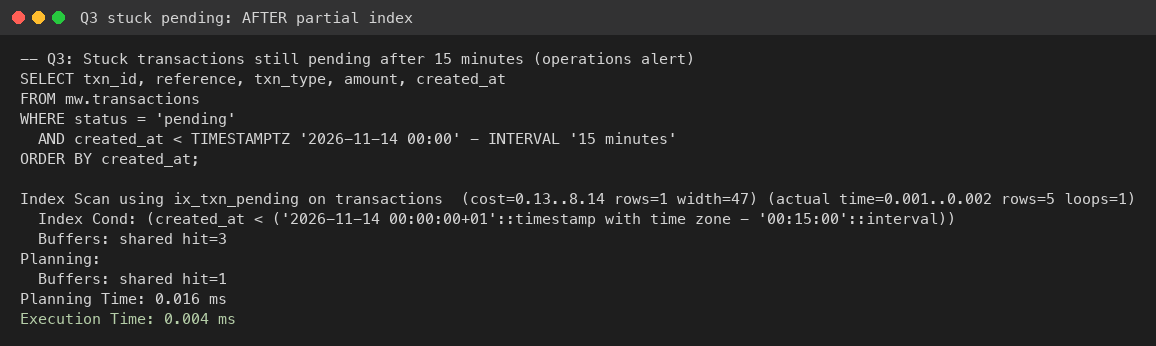 Q3 stuck pending: AFTER partial index
−− Q3: Stuck transactions still pending after 15 minutes (operations alert)
SELECT txn_id, reference, txn_type, amount, created_at
FROM mw.transactions
WHERE status = 'pending'
  AND created_at < TIMESTAMPTZ '2026−11−14 00:00' − INTERVAL '15 minutes'
ORDER BY created_at;
Index Scan using ix_txn_pending on transactions  (cost=0.13..8.14 rows=1 width=47) (actual time=0.001..0.002 rows=5 loops=1)
  Index Cond: (created_at < ('2026−11−14 00:00:00+01'::timestamp with time zone − '00:15:00'::interval))
  Buffers: shared hit=3
Planning:
  Buffers: shared hit=1
Planning Time: 0.016 ms
Execution Time: 0.004 ms